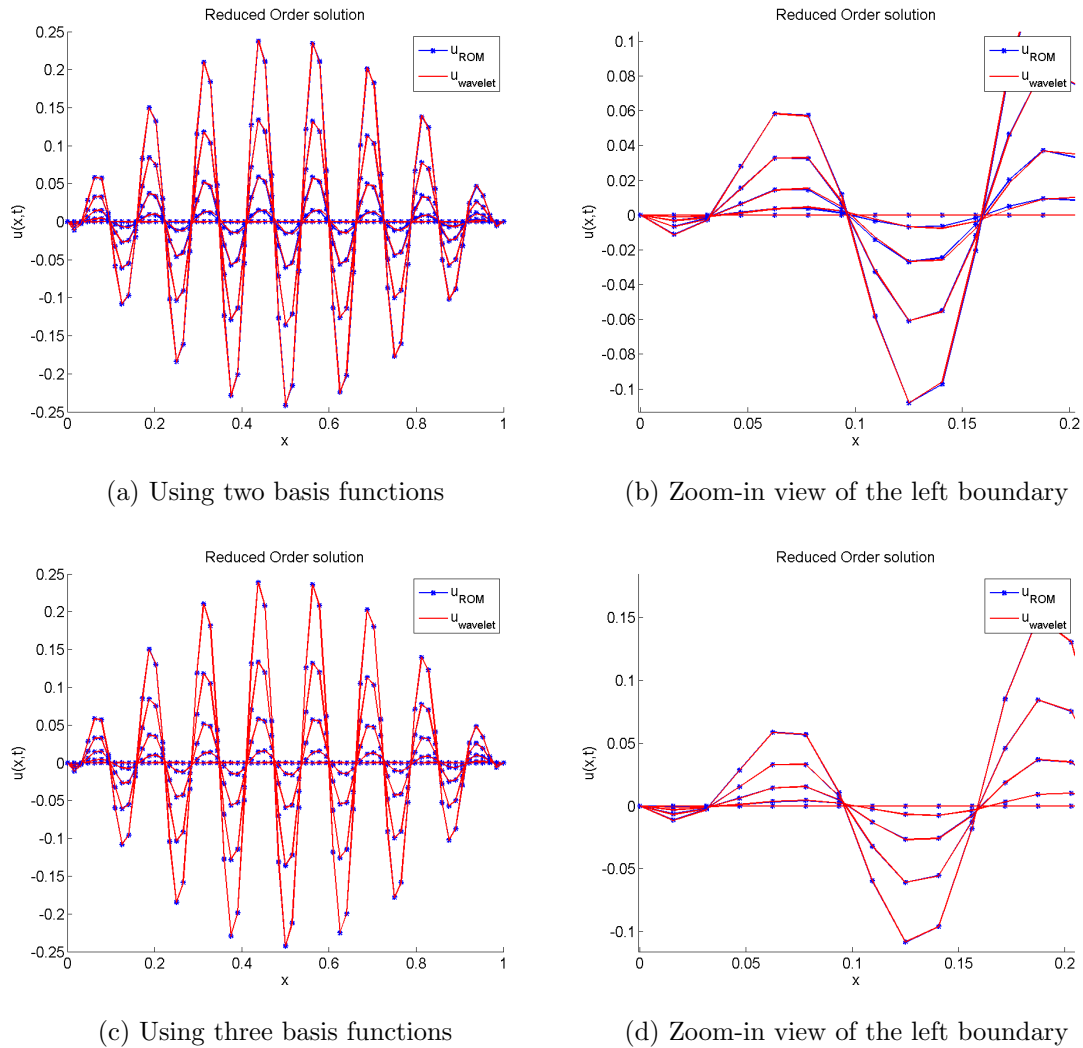 Reduced Order solution
0.25
0.2
0.15
0.1
0.05
0
-0.05
-0.1
-0.15
-0.2
-0.25
u(x,t)
0 0.2 0.4 0.6 0.8 1
x
u_ROM
u_wavelet
(a) Using two basis functions
Reduced Order solution
0.1
0.08
0.06
0.04
0.02
0
-0.02
-0.04
-0.06
-0.08
-0.1
u(x,t)
0 0.05 0.1 0.15 0.2
x
u_ROM
u_wavelet
(b) Zoom-in view of the left boundary
Reduced Order solution
0.25
0.2
0.15
0.1
0.05
0
-0.05
-0.1
-0.15
-0.2
-0.25
u(x,t)
0 0.2 0.4 0.6 0.8 1
x
u_ROM
u_wavelet
(c) Using three basis functions
Reduced Order solution
0.15
0.1
0.05
0
-0.05
-0.1
u(x,t)
0 0.05 0.1 0.15 0.2
x
u_ROM
u_wavelet
(d) Zoom-in view of the left boundary